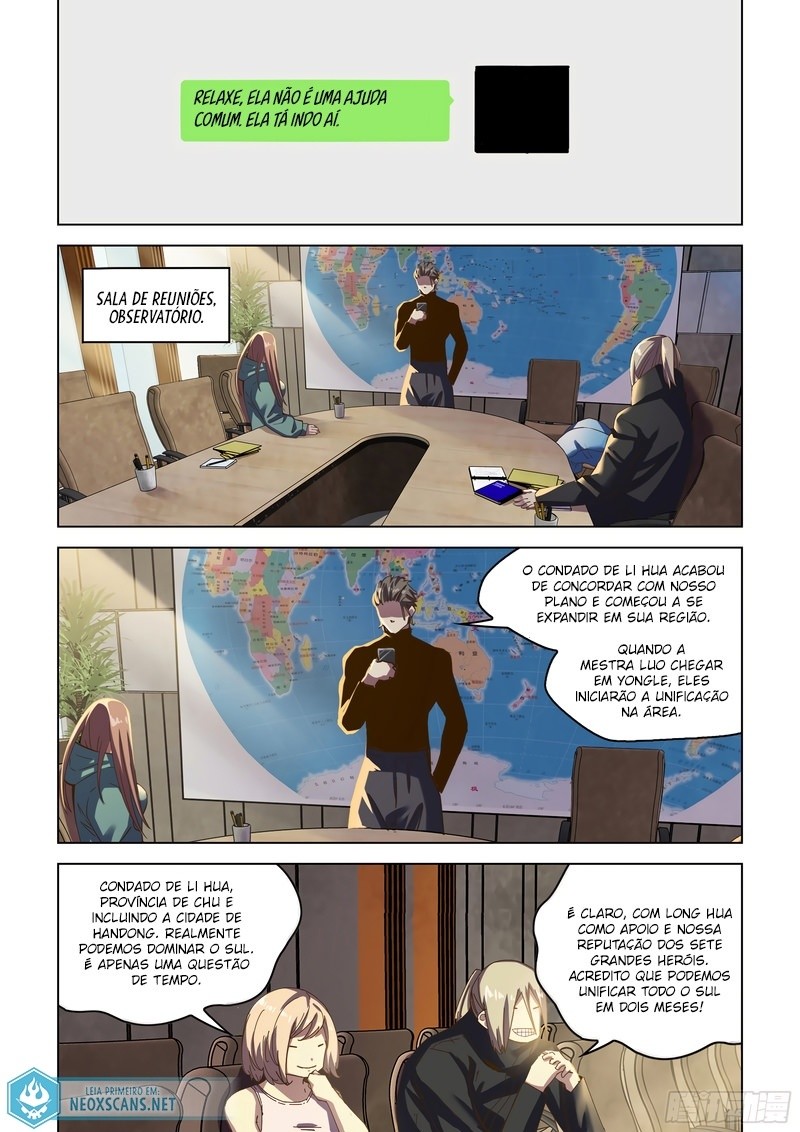 RELAXE, ELA NÃO É UMA AJUDA
COMUM. ELA TÁ INDO AÍ.
SALA DE REUNIÕES,
OBSERVATÓRIO.
O CONDADO DE LI HUA ACABOU
DE CONCORDAR COM NOSSO
PLANO E COMEÇOU A SE
EXPANDIR EM SUA REGIÃO.
QUANDO A
MESTRA LUO CHEGAR
EM YONGLE, ELES
INICIARÃO A UNIFICAÇÃO
NA ÁREA.
CONDADO DE LI HUA,
PROVÍNCIA DE CHU E
INCLUINDO A CIDADE DE
HANDONG. REALMENTE
PODEMOS DOMINAR O SUL.
É APENAS UMA QUESTÃO
DE TEMPO.
É CLARO, COM LONG HUA
COMO APOIO E NOSSA
REPUTAÇÃO DOS SETE
GRANDES HERÓIS.
ACREDITO QUE PODEMOS
UNIFICAR TODO O SUL
EM DOIS MESES!
LEIA PRIMEIRO EM:
NEOXSCANS.NET
腾讯动漫